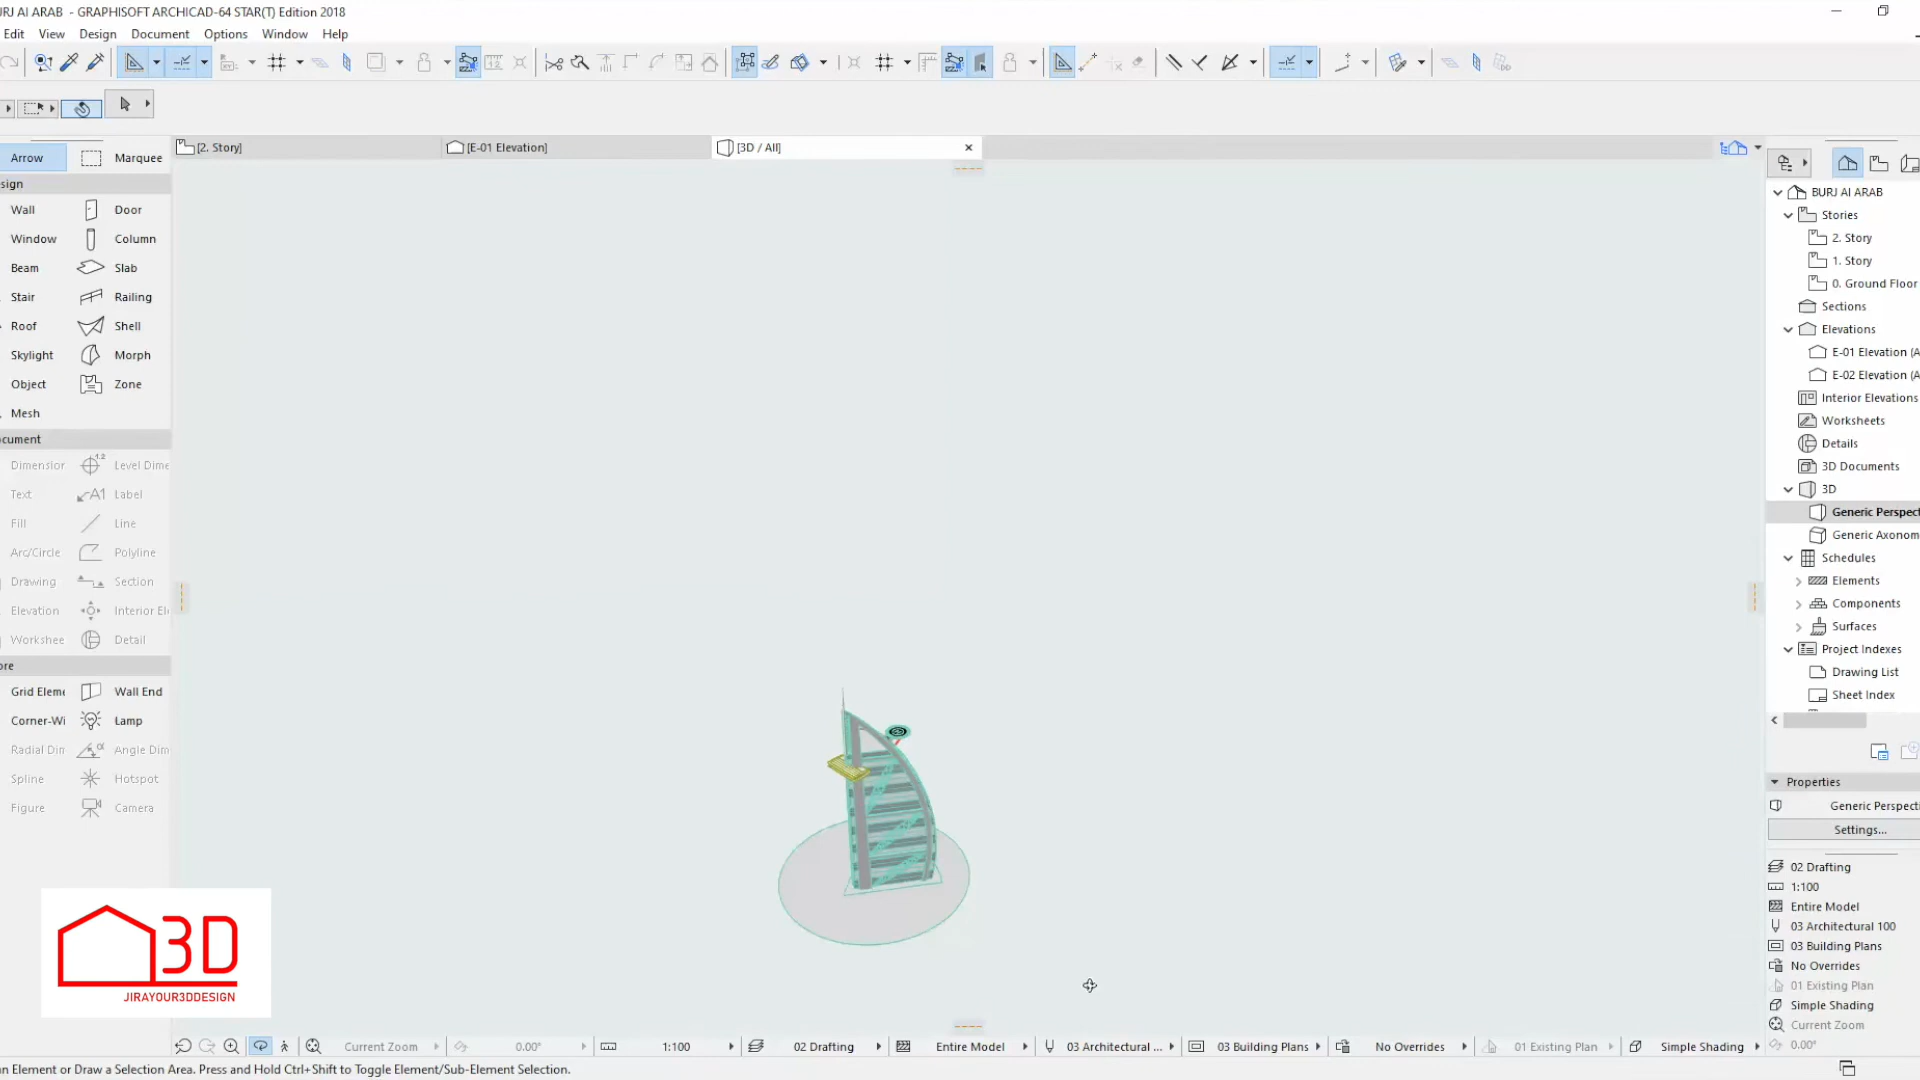 RJ AI ARAB - GRAPHISOFT ARCHICAD-64 STAR(T) Edition 2018
Edit View Design Document Options Window Help
Arrow Marquee
[2. Story] [E-01 Elevation] [3D / All]
sign
Wall Door
Window Column
Beam Slab
Stair Railing
Roof Shell
Skylight Morph
Object Zone
Mesh
cument
Dimension Level Dime
Text A1 Label
Fill Line
Arc/Circle Polyline
Drawing Section
Elevation Interior El
Workshee Detail
ore
Grid Eleme Wall End
Corner-Wi Lamp
Radial Din Angle Dim
Spline Hotspot
Figure Camera
3D
JIRAYOUR3DDESIGN
BURJ AI ARAB
Stories
2. Story
1. Story
0. Ground Floor
Sections
Elevations
E-01 Elevation (A
E-02 Elevation (A
Interior Elevations
Worksheets
Details
3D Documents
3D
Generic Perspect
Generic Axonom
Schedules
Elements
Components
Surfaces
Project Indexes
Drawing List
Sheet Index
Properties
Generic Perspecti
Settings...
02 Drafting
1:100
Entire Model
03 Architectural 100
03 Building Plans
No Overrides
01 Existing Plan
Simple Shading
Current Zoom
0.00°
Current Zoom 0.00° 1:100 02 Drafting Entire Model 03 Architectural ... 03 Building Plans No Overrides 01 Existing Plan Simple Shading
n Element or Draw a Selection Area. Press and Hold Ctrl+Shift to Toggle Element/Sub-Element Selection.